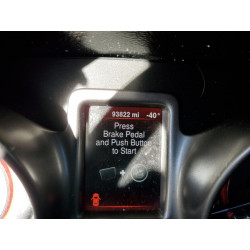 93822 mi -40°
Press
Brake Pedal
and Push Button
to Start
+